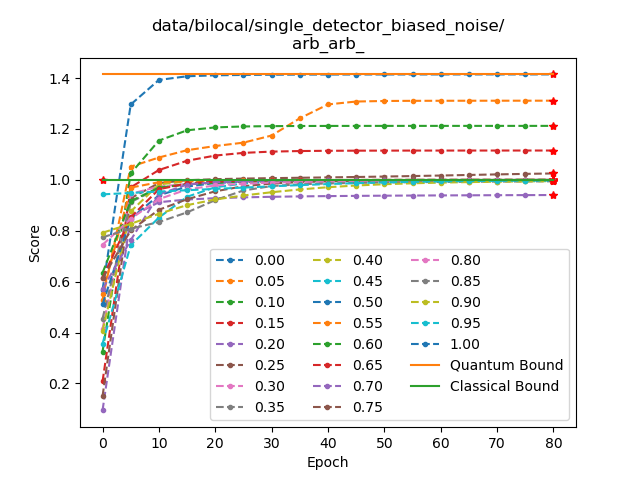 data/bilocal/single_detector_biased_noise/
arb_arb_
Score
1.4
1.2
1.0
0.8
0.6
0.4
0.2
0.00 0.40 0.80
0.05 0.45 0.85
0.10 0.50 0.90
0.15 0.55 0.95
0.20 0.60 1.00
0.25 0.65 Quantum Bound
0.30 0.70 Classical Bound
0.35 0.75
0 10 20 30 40 50 60 70 80
Epoch